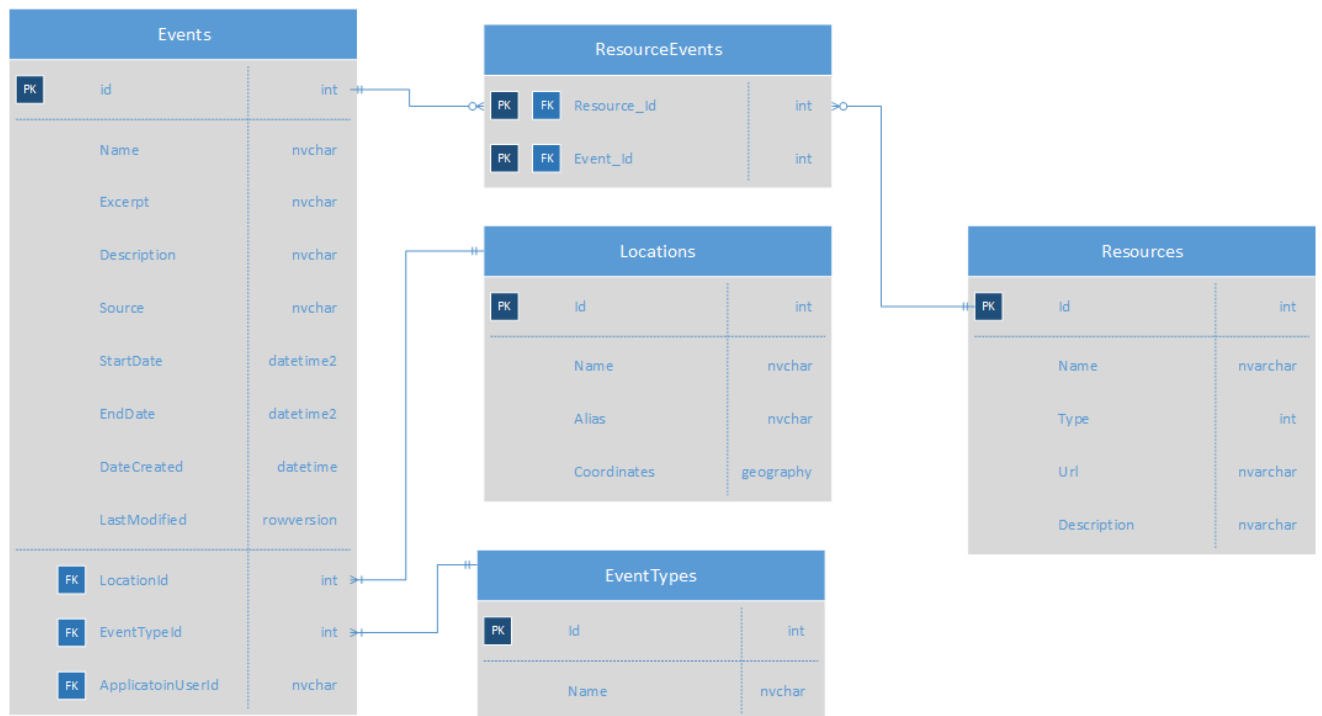 Events
PK id int
Name nvchar
Excerpt nvchar
Description nvchar
Source nvchar
StartDate datetime2
EndDate datetime2
DateCreated datetime
LastModified rowversion
FK LocationId int
FK EventTypeId int
FK ApplicatoinUserId nvchar
ResourceEvents
PK FK Resource_Id int
PK FK Event_Id int
Locations
PK Id int
Name nvchar
Alias nvchar
Coordinates geography
EventTypes
PK Id int
Name nvchar
Resources
PK Id int
Name nvarchar
Type int
Url nvarchar
Description nvarchar